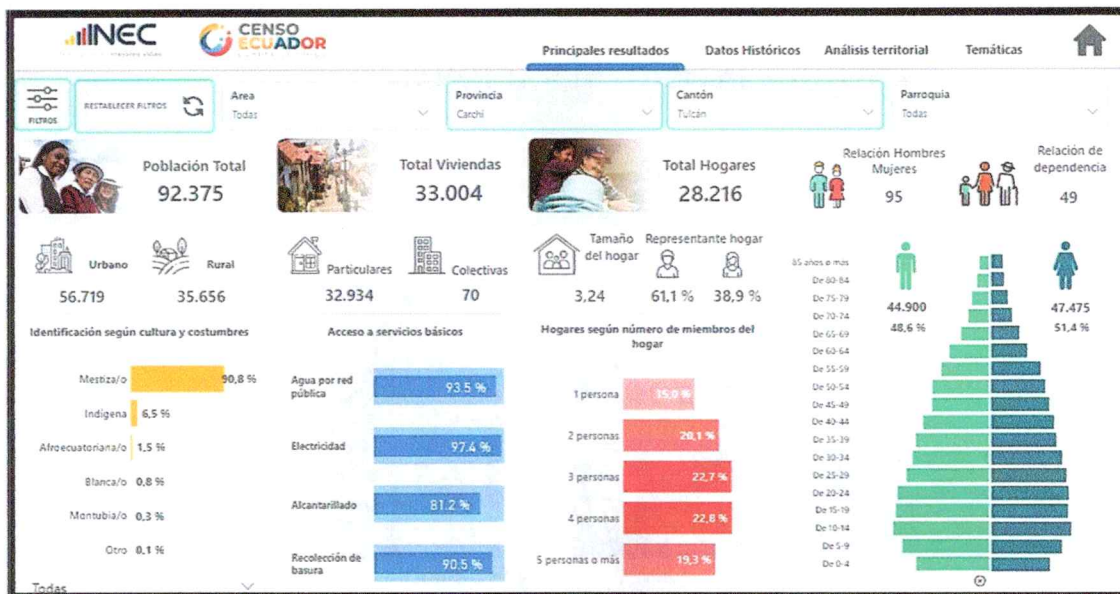 INEC
CENSO
ECUADOR
Principales resultados
Datos Históricos
Análisis territorial
Temáticas
FILTROS
RESTABLECER FILTROS
Area
Todas
Provincia
Carchi
Cantón
Tulcán
Parroquia
Todas
Población Total
92.375
Total Viviendas
33.004
Total Hogares
28.216
Relación Hombres
Mujeres
95
Relación de
dependencia
49
Urbano
56.719
Rural
35.656
Particulares
32.934
Colectivas
70
Tamaño
del hogar
3,24
Representante hogar
61,1 %
38,9 %
Identificación según cultura y costumbres
Mestiza/o 90,8 %
Indígena 6,5 %
Afroecuatoriana/o 1,5 %
Blanca/o 0,8 %
Montubia/o 0,3 %
Otro 0,1 %
Todas
Acceso a servicios básicos
Agua por red
pública
93.5 %
Electricidad 97.4 %
Alcantarillado 81.2 %
Recolección de
basura
90.5 %
Hogares según número de miembros del
hogar
1 persona
2 personas 20,1 %
3 personas 22,7 %
4 personas 22,8 %
5 personas o más 19,3 %
85 años o más
De 80-84
De 75-79
De 70-74
De 65-69
De 60-64
De 55-59
De 50-54
De 45-49
De 40-44
De 35-39
De 30-34
De 25-29
De 20-24
De 15-19
De 10-14
De 5-9
De 0-4
44.900
48,6 %
47.475
51,4 %